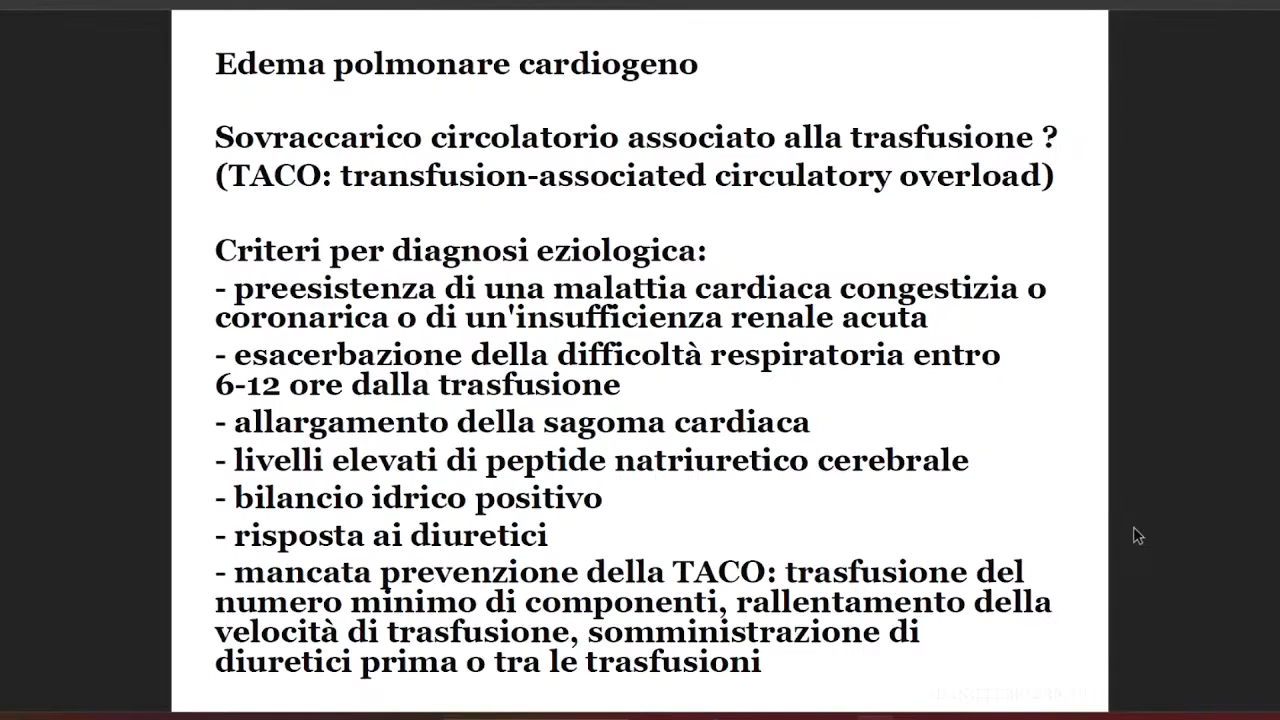 Edema polmonare cardiogeno
Sovraccarico circolatorio associato alla trasfusione ?
(TACO: transfusion-associated circulatory overload)
Criteri per diagnosi eziologica:
- preesistenza di una malattia cardiaca congestizia o
coronarica o di un'insufficienza renale acuta
- esacerbazione della difficoltà respiratoria entro
6-12 ore dalla trasfusione
- allargamento della sagoma cardiaca
- livelli elevati di peptide natriuretico cerebrale
- bilancio idrico positivo
- risposta ai diuretici
- mancata prevenzione della TACO: trasfusione del
numero minimo di componenti, rallentamento della
velocità di trasfusione, somministrazione di
diuretici prima o tra le trasfusioni